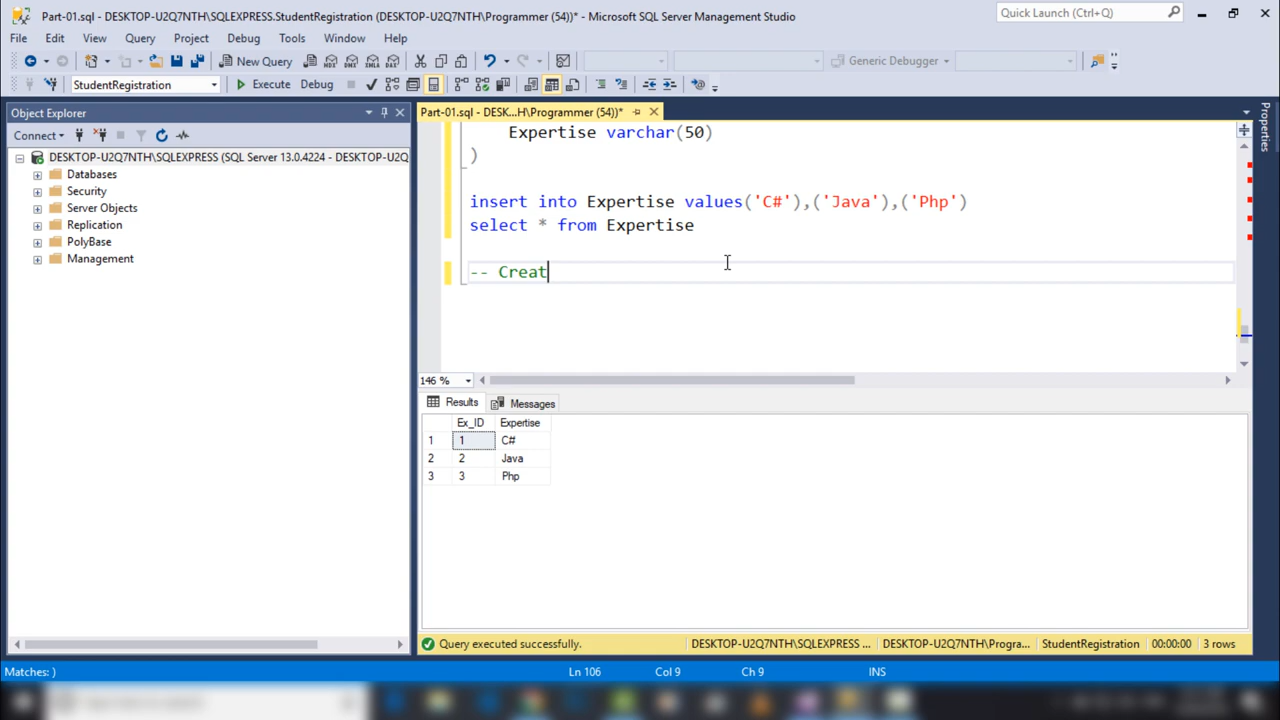 Part-01.sql - DESKTOP-U2Q7NTH\SQLEXPRESS.StudentRegistration (DESKTOP-U2Q7NTH\Programmer (54))* - Microsoft SQL Server Management Studio
Quick Launch (Ctrl+Q)
File Edit View Query Project Debug Tools Window Help
New Query
Generic Debugger
StudentRegistration
Execute Debug
Object Explorer
Part-01.sql - DESK...H\Programmer (54))*
Properties
Connect
DESKTOP-U2Q7NTH\SQLEXPRESS (SQL Server 13.0.4224 - DESKTOP-U2Q
Databases
Security
Server Objects
Replication
PolyBase
Management
Expertise varchar(50)
)
insert into Expertise values('C#'),('Java'),('Php')
select * from Expertise
-- Creat
146 %
Results Messages
Ex_ID Expertise
1 1 C#
2 2 Java
3 3 Php
Query executed successfully.
DESKTOP-U2Q7NTH\SQLEXPRESS ... DESKTOP-U2Q7NTH\Progra... StudentRegistration 00:00:00 3 rows
Matches: ) Ln 106 Col 9 Ch 9 INS